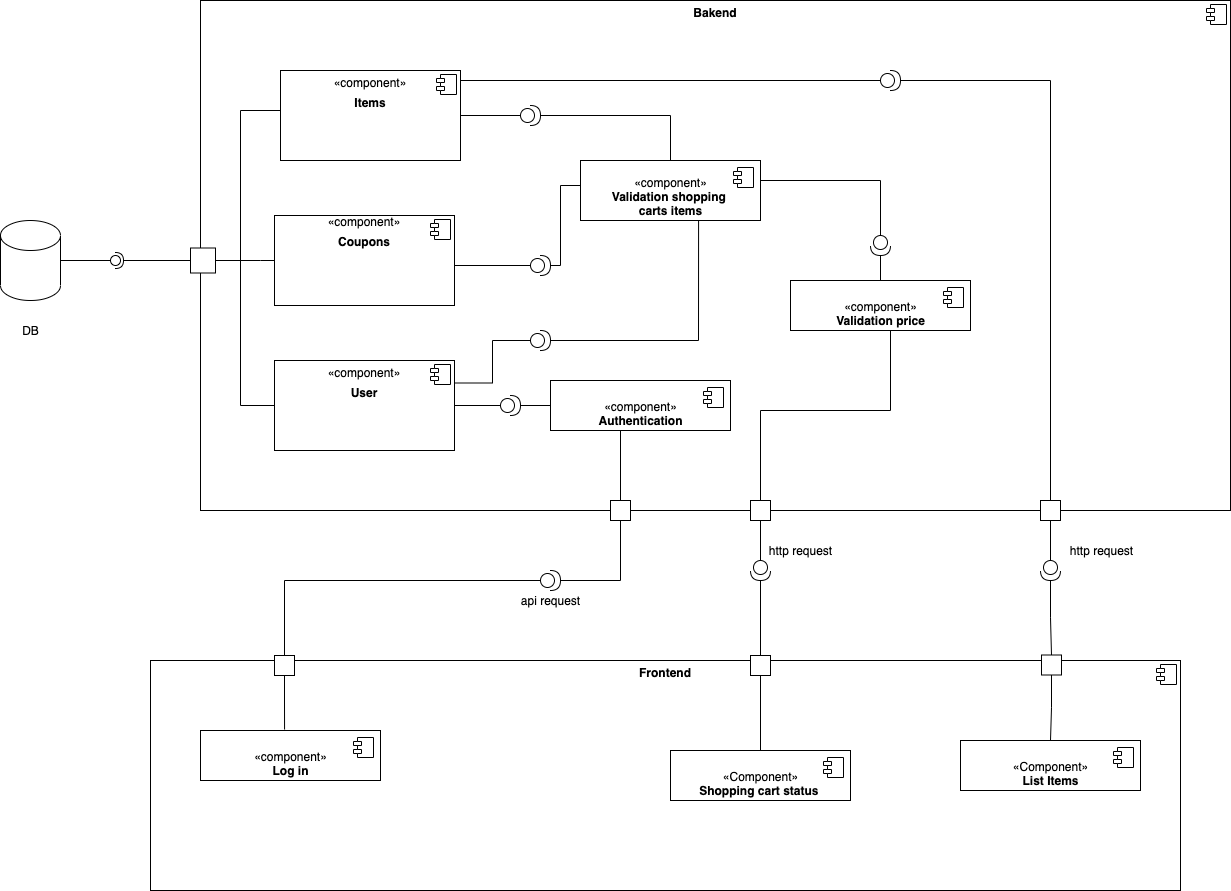 Bakend
«component»
Items
«component»
Validation shopping
carts items
«component»
Coupons
«component»
Validation price
DB
«component»
User
«component»
Authentication
http request
http request
api request
Frontend
«component»
Log in
«Component»
Shopping cart status
«Component»
List Items